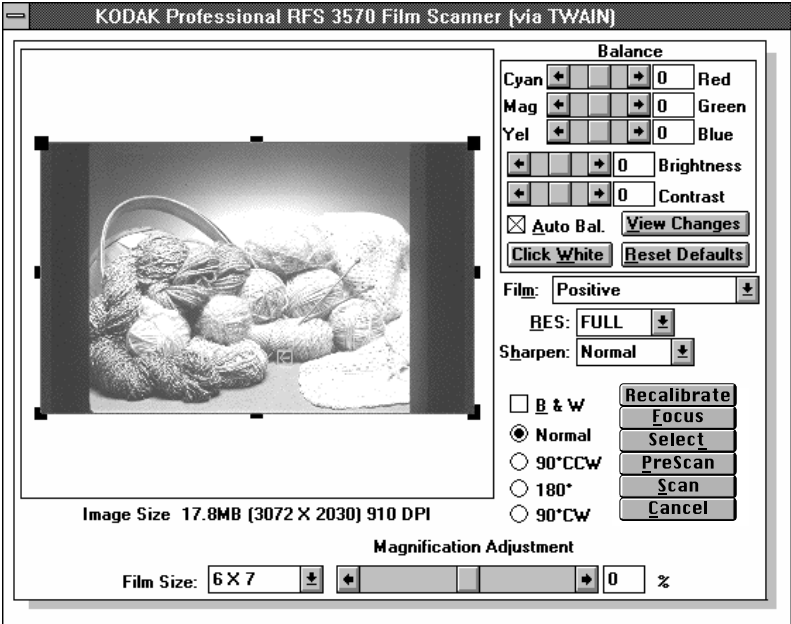 KODAK Professional RFS 3570 Film Scanner (via TWAIN)
Balance
Cyan 0 Red
Mag 0 Green
Yel 0 Blue
0 Brightness
0 Contrast
Auto Bal. View Changes
Click White Reset Defaults
Film: Positive
RES: FULL
Sharpen: Normal
B & W
Normal
90°CCW
180°
90°CW
Recalibrate
Focus
Select
PreScan
Scan
Cancel
Image Size 17.8MB (3072 X 2030) 910 DPI
Magnification Adjustment
Film Size: 6 X 7 0 %